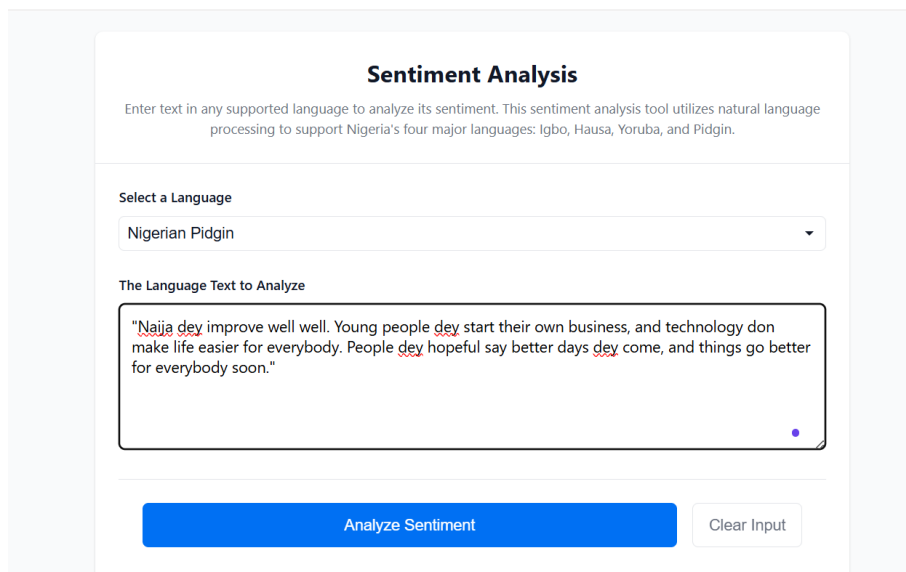 Sentiment Analysis
Enter text in any supported language to analyze its sentiment. This sentiment analysis tool utilizes natural language
processing to support Nigeria's four major languages: Igbo, Hausa, Yoruba, and Pidgin.
Select a Language
Nigerian Pidgin
The Language Text to Analyze
"Naija dey improve well well. Young people dey start their own business, and technology don
make life easier for everybody. People dey hopeful say better days dey come, and things go better
for everybody soon."
Analyze Sentiment
Clear Input